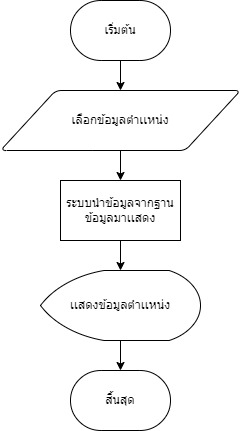 เริ่มต้น
เลือกข้อมูลตำแหน่ง
ระบบนำข้อมูลจากฐาน
ข้อมูลมาแสดง
แสดงข้อมูลตำแหน่ง
สิ้นสุด